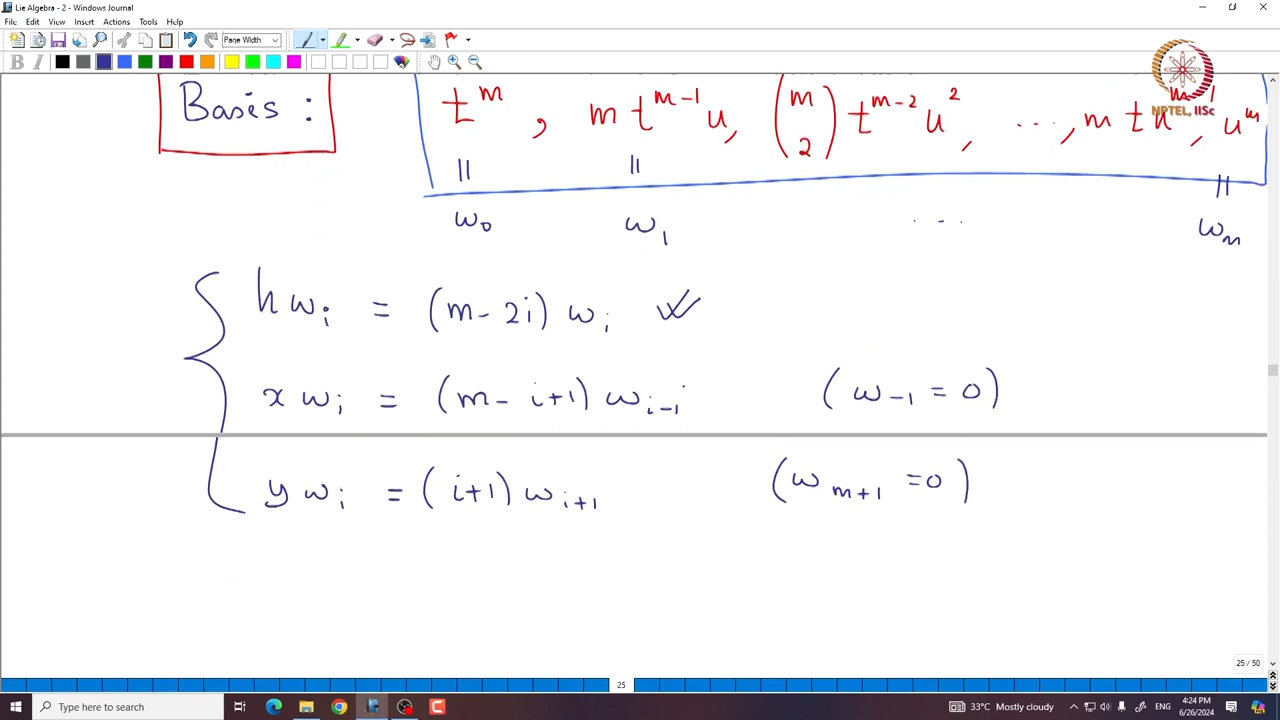 Lie Algebra - 2 - Windows Journal
File Edit View Insert Actions Tools Help
Page Width
B I
Basis : t^m , m t^{m-1} u, (m 2) t^{m-2} u^2 , ..., m t u^{m-1} , u^m
NPTEL, IISc
|| || ||
w_0 w_1 ... w_m
h w_i = (m - 2i) w_i
x w_i = (m - i+1) w_{i-1} (w_{-1} = 0)
y w_i = (i+1) w_{i+1} (w_{m+1} = 0)
25 / 50
25
Type here to search
33°C Mostly cloudy
ENG
4:24 PM
6/26/2024